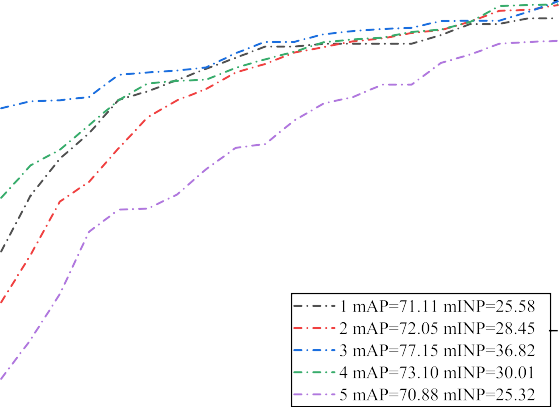 1 mAP=71.11 mINP=25.58
2 mAP=72.05 mINP=28.45
3 mAP=77.15 mINP=36.82
4 mAP=73.10 mINP=30.01
5 mAP=70.88 mINP=25.32